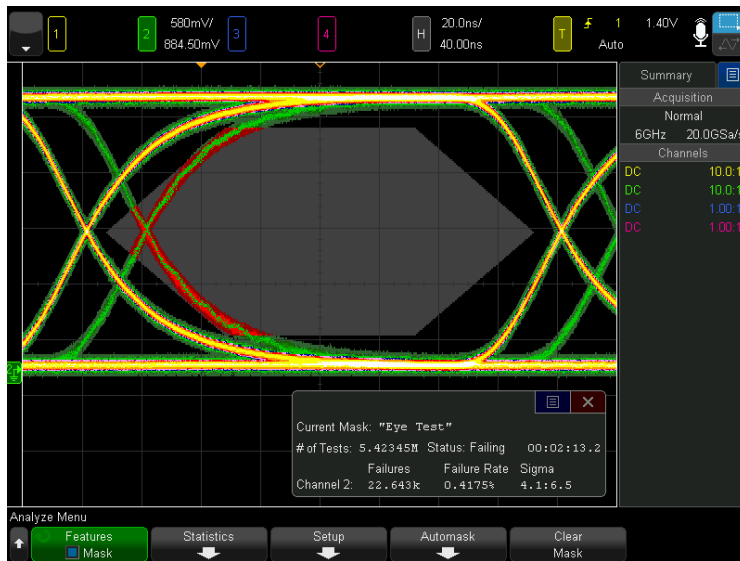 1
2
580mV/
884.50mV
3
4
H
20.0ns/
40.00ns
T
1
1.40V
Auto
Summary
Acquisition
Normal
6GHz 20.0GSa/s
Channels
DC 10.0:1
DC 10.0:1
DC 1.00:1
DC 1.00:1
2
Current Mask: "Eye Test"
# of Tests: 5.42345M Status: Failing 00:02:13.2
Failures Failure Rate Sigma
Channel 2: 22.643k 0.4175% 4.1:6.5
Analyze Menu
Features
Mask
Statistics
Setup
Automask
Clear
Mask